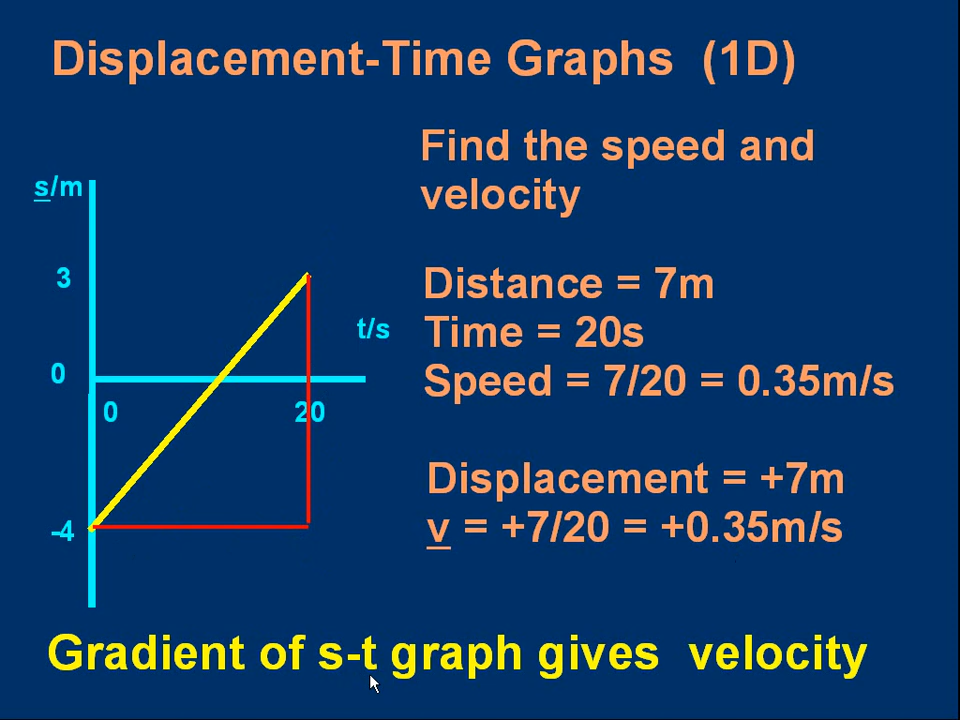 Displacement-Time Graphs (1D)
Find the speed and
velocity
s/m
3
t/s
0
0
20
-4
Distance = 7m
Time = 20s
Speed = 7/20 = 0.35m/s
Displacement = +7m
v = +7/20 = +0.35m/s
Gradient of s-t graph gives velocity